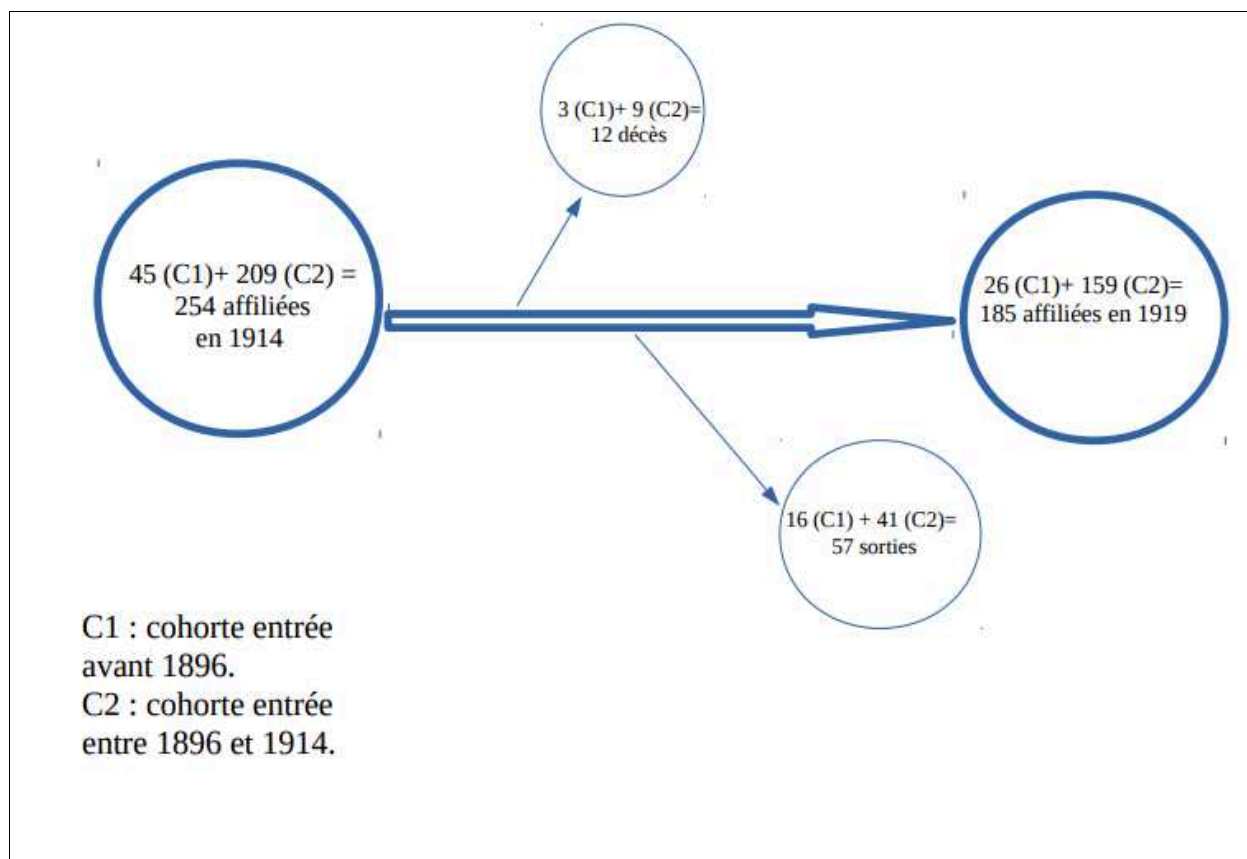 3 (C1)+ 9 (C2)=
12 décès
45 (C1)+ 209 (C2) =
254 affiliées
en 1914
26 (C1)+ 159 (C2)=
185 affiliées en 1919
16 (C1) + 41 (C2)=
57 sorties
C1 : cohorte entrée
avant 1896.
C2 : cohorte entrée
entre 1896 et 1914.